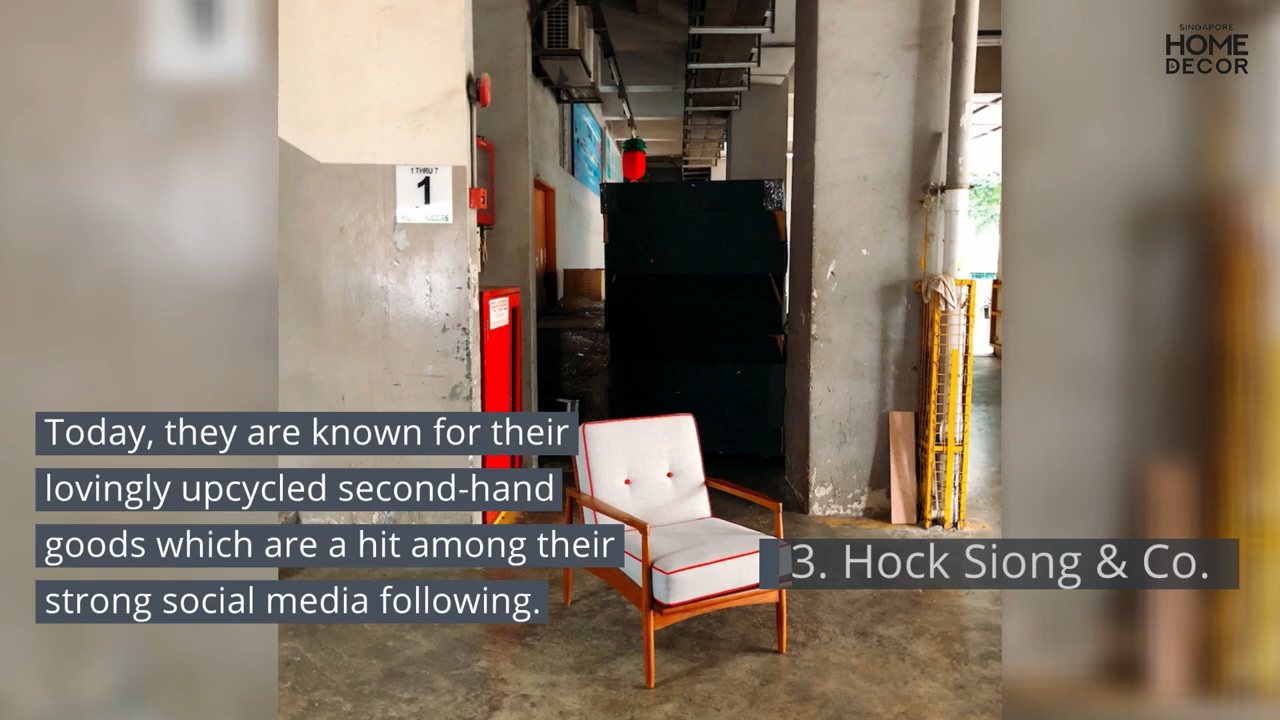 SINGAPORE
HOME
DECOR
1 THRU 7
1
Today, they are known for their
lovingly upcycled second-hand
goods which are a hit among their
strong social media following.
3. Hock Siong & Co.